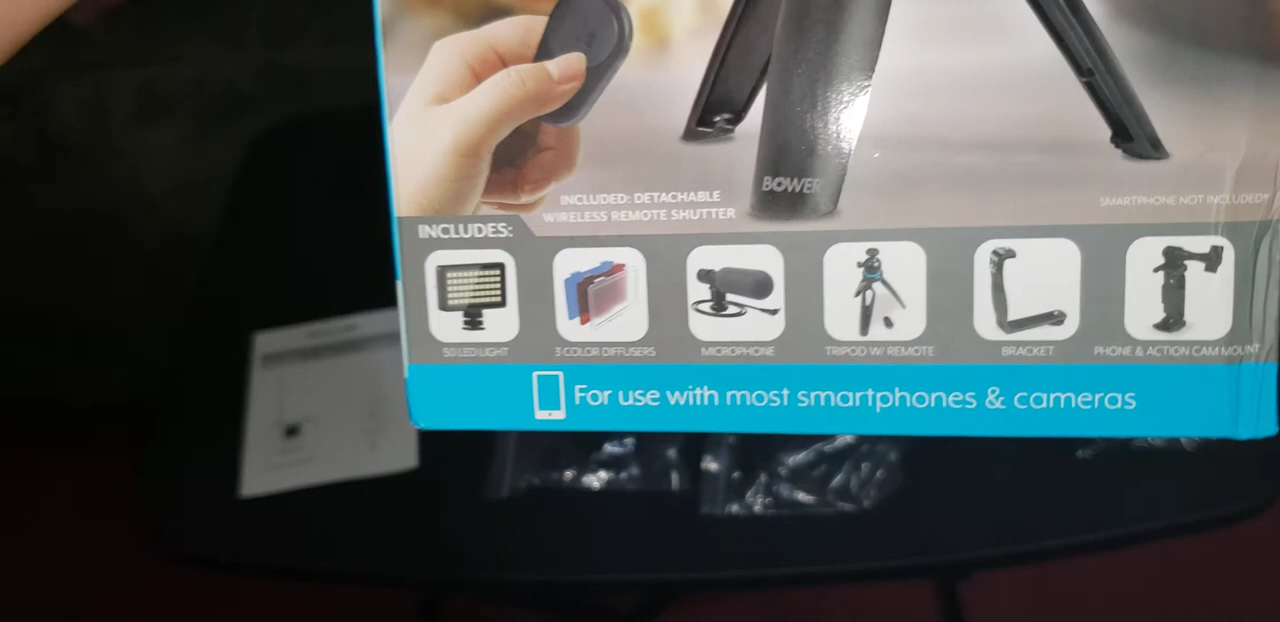 BOWER
INCLUDED: DETACHABLE
WIRELESS REMOTE SHUTTER
SMARTPHONE NOT INCLUDED*
INCLUDES:
50 LED LIGHT
3 COLOR DIFFUSERS
MICROPHONE
TRIPOD W/ REMOTE
BRACKET
PHONE & ACTION CAM MOUNT
For use with most smartphones & cameras